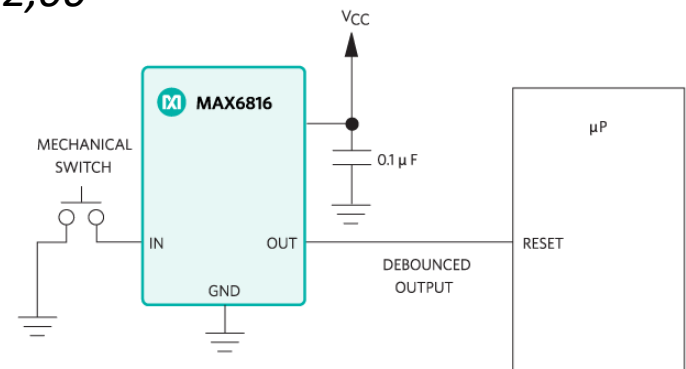 VCC
MAX6816
µP
MECHANICAL
SWITCH
0.1 µF
IN
OUT
RESET
DEBOUNCED
OUTPUT
GND